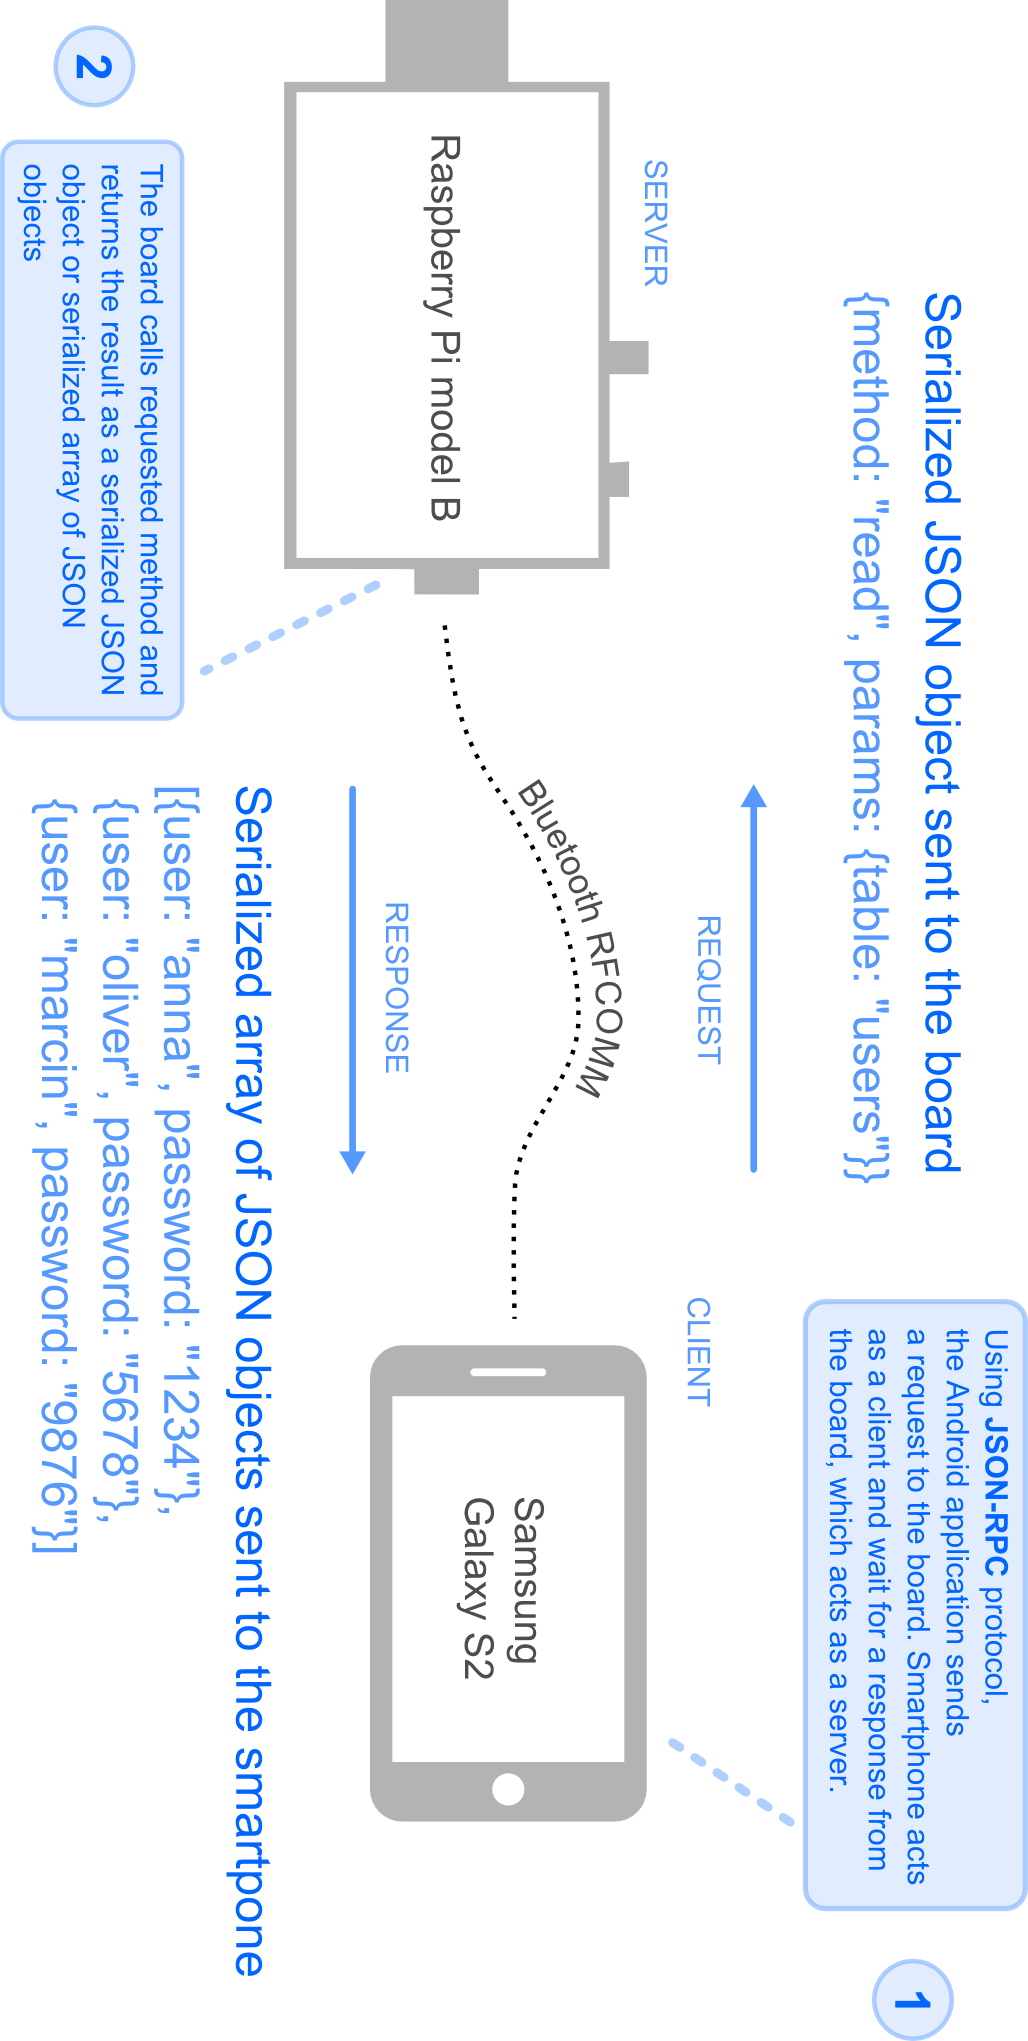 Serialized JSON object sent to the board
{method: "read", params: {table: "users"}}
Using JSON-RPC protocol,
the Android application sends
a request to the board. Smartphone acts
as a client and wait for a response from
the board, which acts as a server.
1
SERVER
REQUEST
CLIENT
Raspberry Pi model B
Bluetooth RFCOMM
Samsung
Galaxy S2
RESPONSE
2
The board calls requested method and
returns the result as a serialized JSON
object or serialized array of JSON
objects
Serialized array of JSON objects sent to the smartpone
[{user: "anna", password: "1234"},
{user: "oliver", password: "5678"},
{user: "marcin", password: "9876"}]